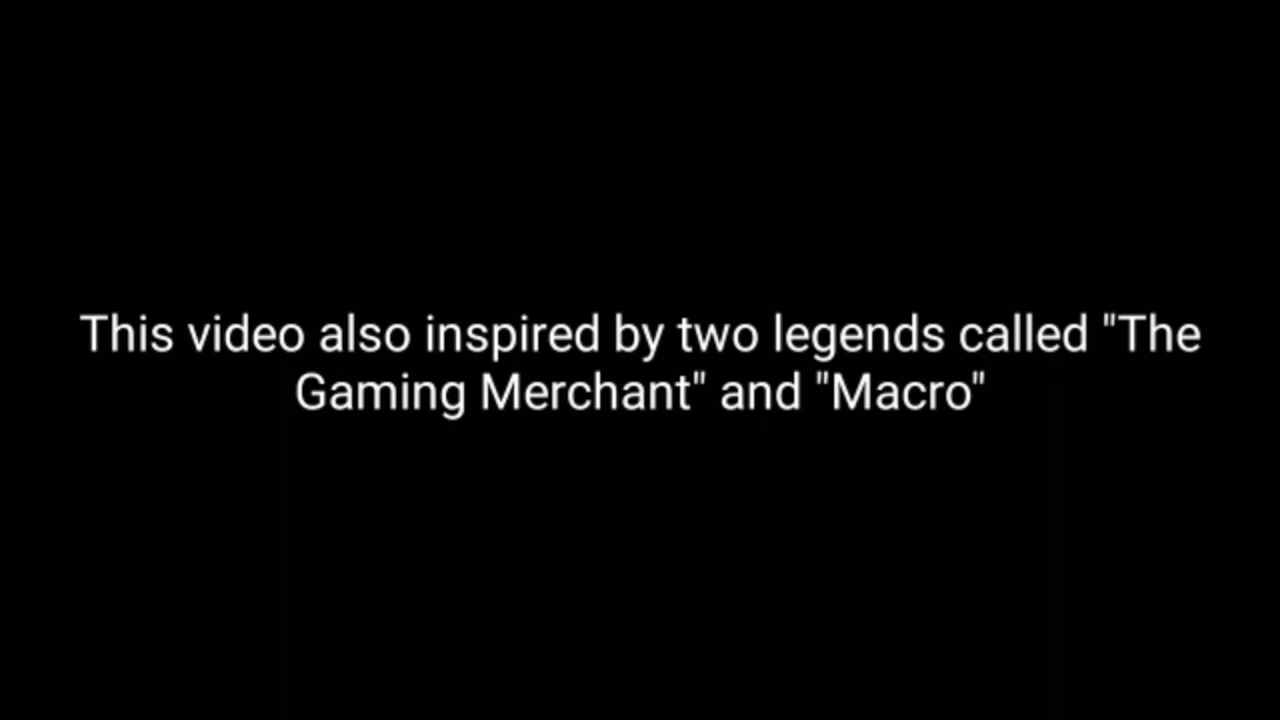 This video also inspired by two legends called "The
Gaming Merchant" and "Macro"